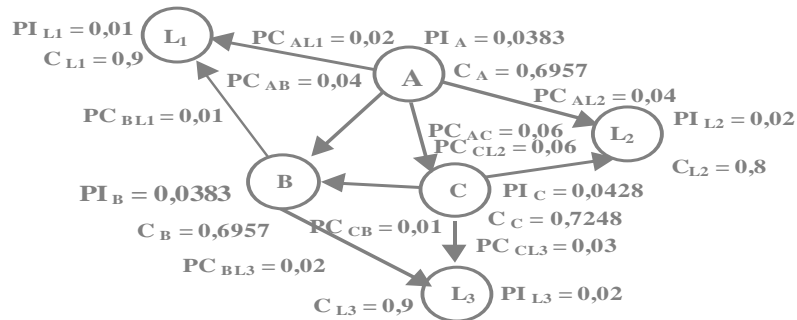 PI L1 = 0,01
L1
PC AL1 = 0,02
PI A = 0,0383
C L1 = 0,9
PC AB = 0,04
A
C A = 0,6957
PC AL2 = 0,04
PC BL1 = 0,01
PC AC = 0,06
PC CL2 = 0,06
L2
PI L2 = 0,02
C L2 = 0,8
PI B = 0,0383
B
C
PI C = 0,0428
C B = 0,6957
PC CB = 0,01
C C = 0,7248
PC BL3 = 0,02
PC CL3 = 0,03
C L3 = 0,9
L3
PI L3 = 0,02